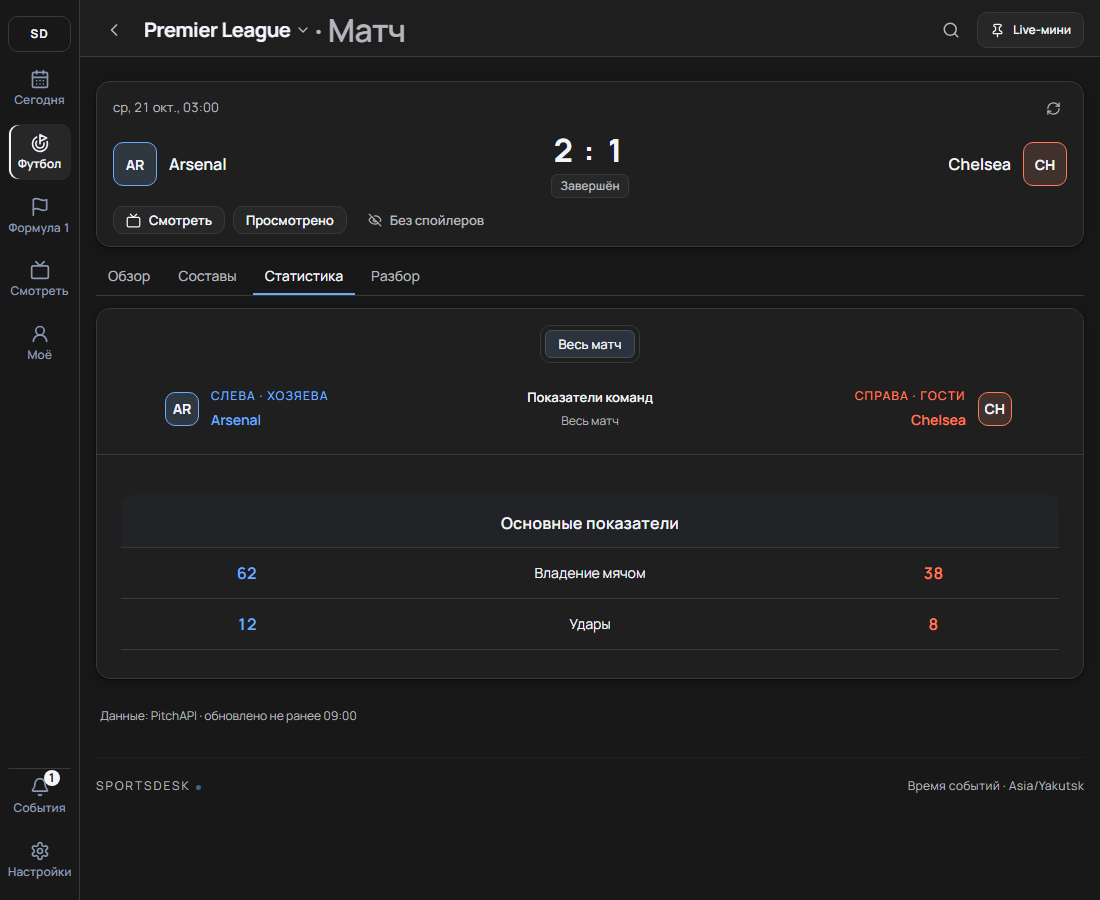 SD
Premier League · Матч
Live-мини
Сегодня
Футбол
Формула 1
Смотреть
Моё
События
1
Настройки
ср, 21 окт., 03:00
AR Arsenal
2 : 1
Chelsea CH
Завершён
Смотреть Просмотрено Без спойлеров
Обзор Составы Статистика Разбор
Весь матч
AR
СЛЕВА · ХОЗЯЕВА
Arsenal
Показатели команд
Весь матч
СПРАВА · ГОСТИ
Chelsea
CH
Основные показатели
62 Владение мячом 38
12 Удары 8
Данные: PitchAPI · обновлено не ранее 09:00
SPORTSDESK
Время событий · Asia/Yakutsk